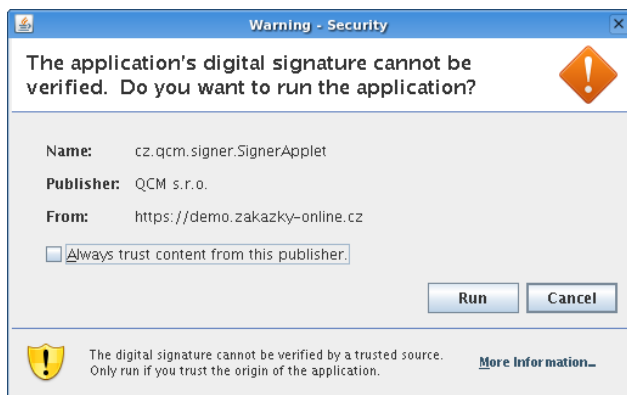 Warning - Security
The application's digital signature cannot be
verified. Do you want to run the application?
Name: cz.qcm.signer.SignerApplet
Publisher: QCM s.r.o.
From: https://demo.zakazky-online.cz
Always trust content from this publisher.
Run Cancel
The digital signature cannot be verified by a trusted source.
Only run if you trust the origin of the application.
More Information...